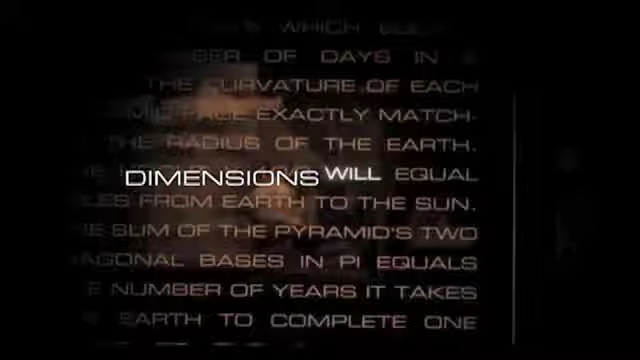 WHICH
OF DAYS IN
THE CURVATURE OF EACH
EXACTLY MATCH-
THE RADIUS OF THE EARTH.
DIMENSIONS WILL EQUAL
FROM EARTH TO THE SUN.
SUM OF THE PYRAMID'S TWO
BASES IN PI EQUALS
NUMBER OF YEARS IT TAKES
EARTH TO COMPLETE ONE